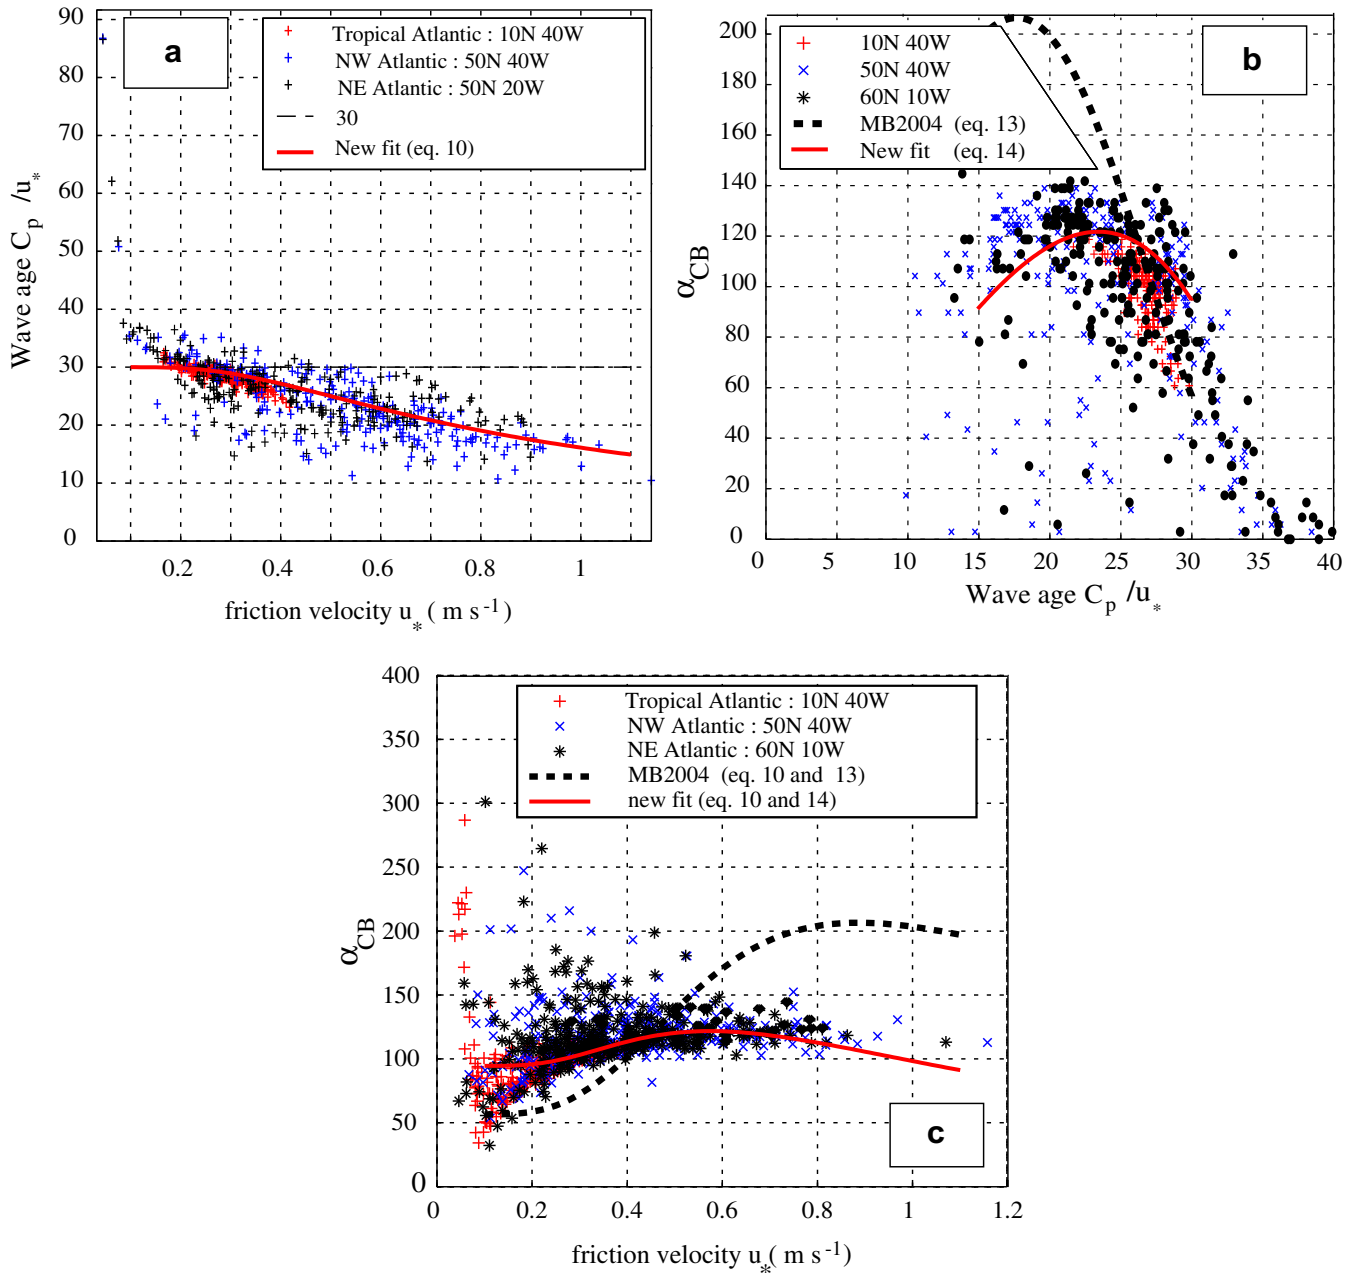 a
Tropical Atlantic : 10N 40W
NW Atlantic : 50N 40W
NE Atlantic : 50N 20W
30
New fit (eq. 10)
90
80
70
60
50
40
30
20
10
0
Wave age C_p /u_*
0.2 0.4 0.6 0.8 1
friction velocity u_* ( m s^-1 )
b
10N 40W
50N 40W
60N 10W
MB2004 (eq. 13)
New fit (eq. 14)
200
180
160
140
120
100
80
60
40
20
0
α_CB
0 5 10 15 20 25 30 35 40
Wave age C_p /u_*
Tropical Atlantic : 10N 40W
NW Atlantic : 50N 40W
NE Atlantic : 60N 10W
MB2004 (eq. 10 and 13)
new fit (eq. 10 and 14)
400
350
300
250
200
150
100
50
0
α_CB
c
0 0.2 0.4 0.6 0.8 1 1.2
friction velocity u_*( m s^-1 )